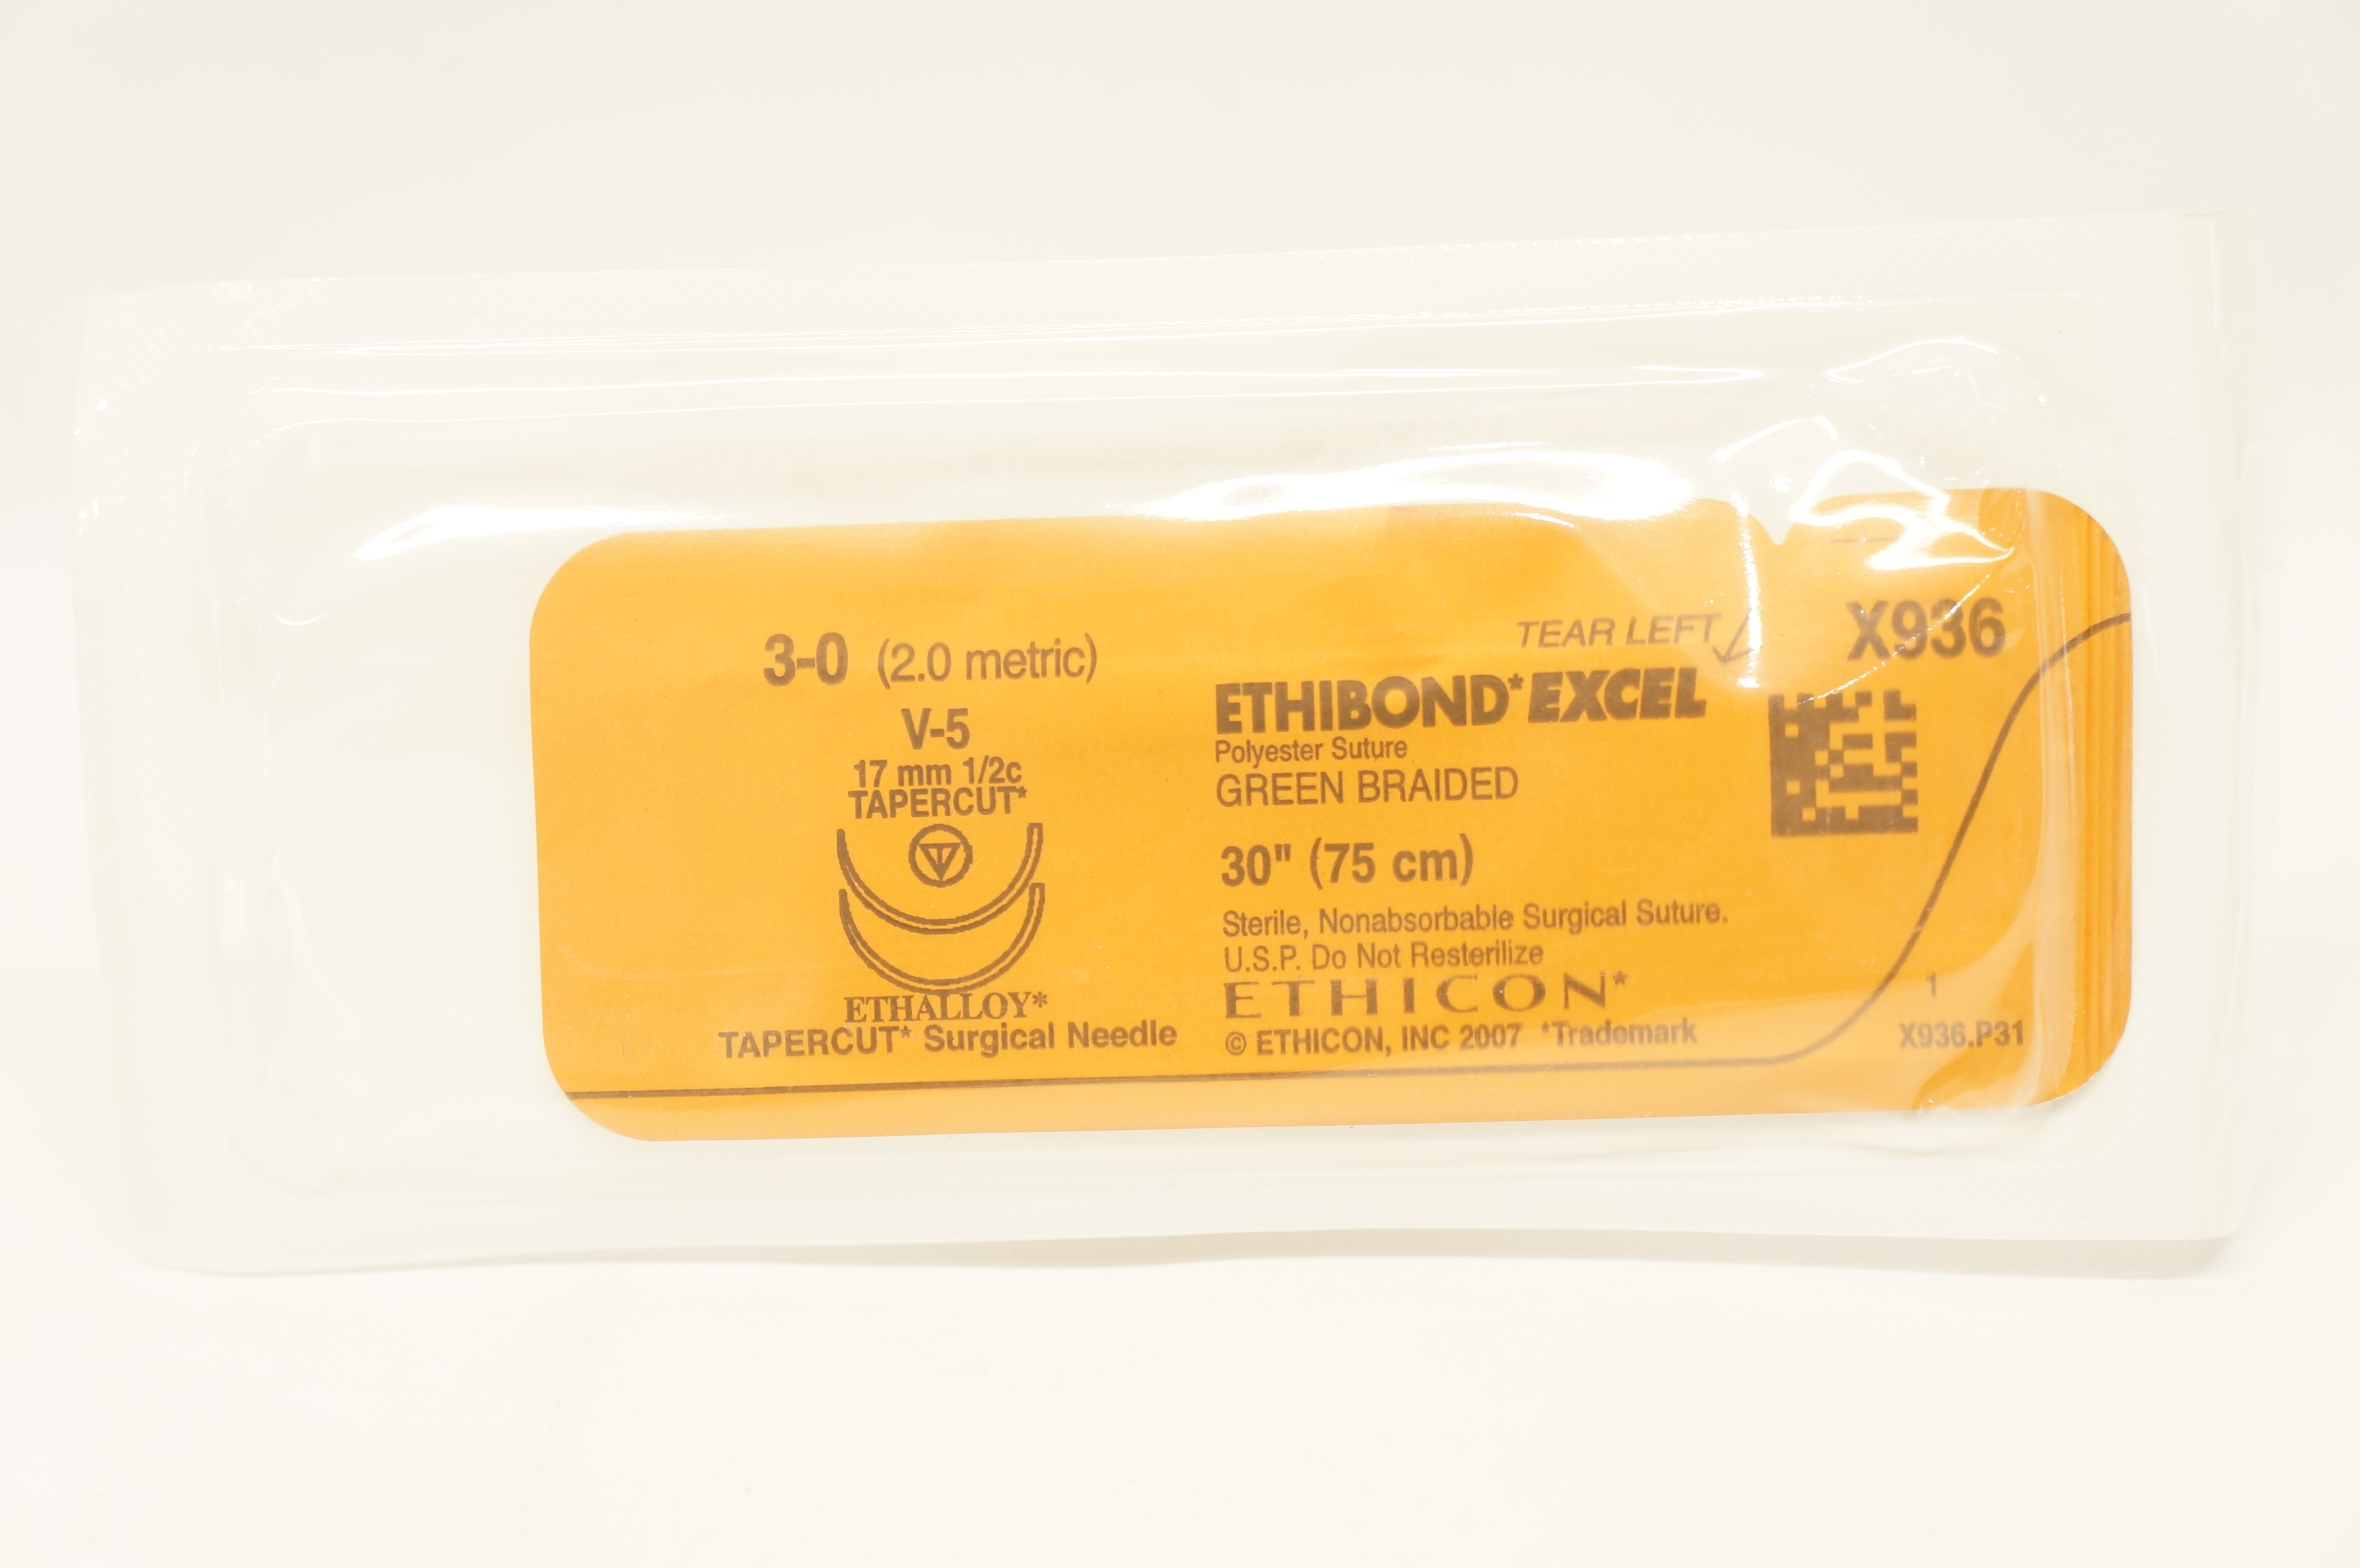 3-0 (2.0 metric)
V-5
17 mm 1/2c
TAPERCUT*
ETHALLOY*
TAPERCUT* Surgical Needle
TEAR LEFT
X936
ETHIBOND*EXCEL
Polyester Suture
GREEN BRAIDED
30" (75 cm)
Sterile, Nonabsorbable Surgical Suture.
U.S.P. Do Not Resterilize
ETHICON*
© ETHICON, INC 2007 *Trademark
1
X936.P31